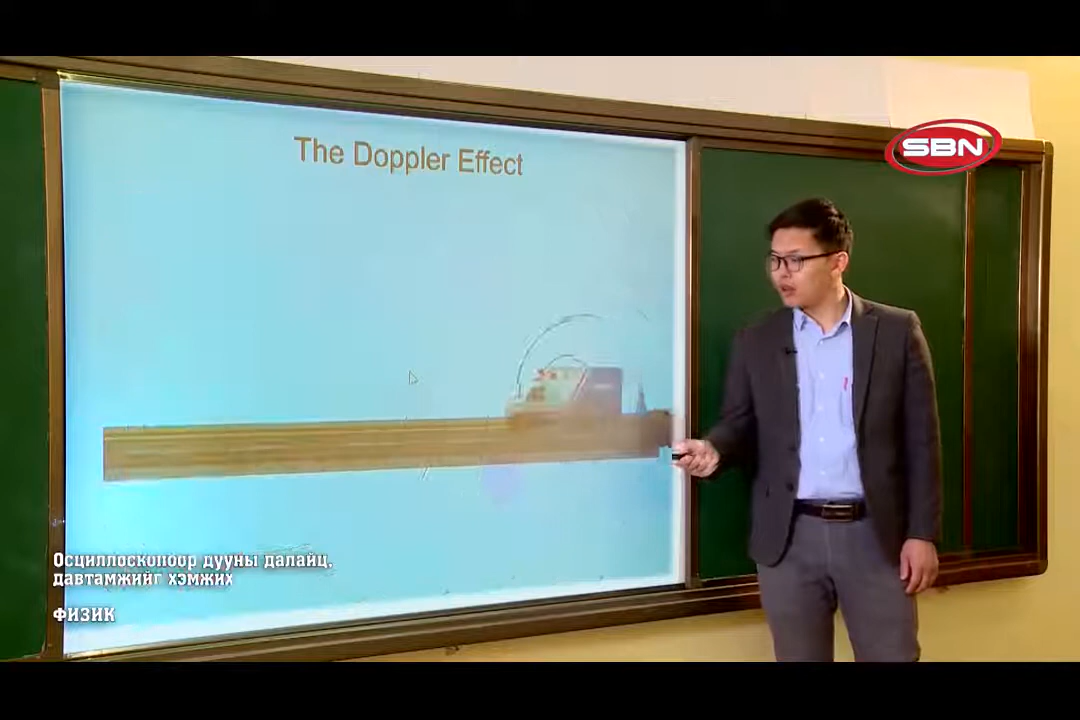 The Doppler Effect
SBN
Осциллоскопоор дууны далайц,
давтамжийг хэмжих
ФИЗИК